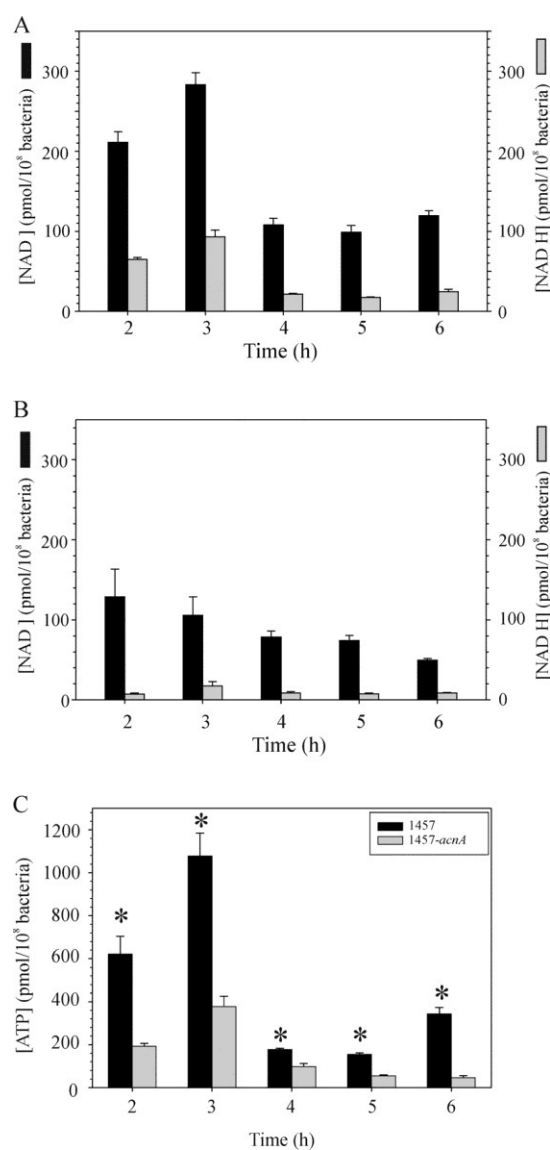 A
[NAD ] (pmol/10⁸ bacteria)
300
200
100
0
2 3 4 5 6
Time (h)
300
200
100
0
[NAD H] (pmol/10⁸ bacteria)
B
[NAD ] (pmol/10⁸ bacteria)
300
200
100
0
2 3 4 5 6
Time (h)
300
200
100
0
[NAD H] (pmol/10⁸ bacteria)
C
[ATP] (pmol/10⁸ bacteria)
1200
1000
800
600
400
200
0
* * * * *
1457
1457-acnA
2 3 4 5 6
Time (h)